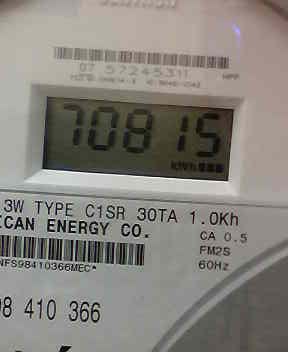 07 57245311
70815
kWh
3W TYPE C1SR 30TA 1.0Kh
ICAN ENERGY CO.
CA 0.5
FM2S
NFS98410366MEC*
60Hz
98 410 366